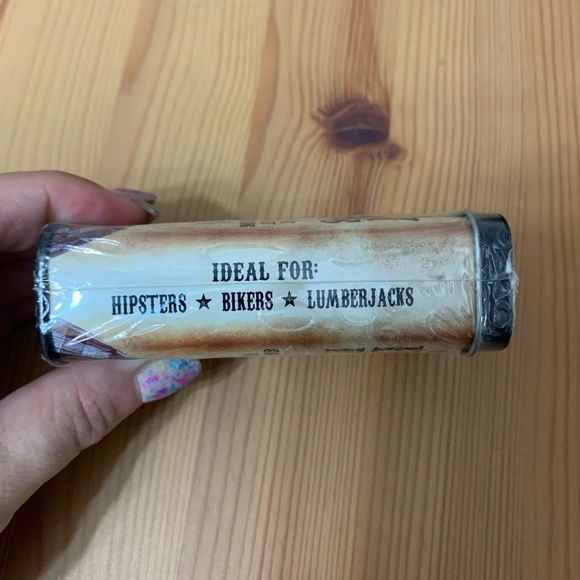 IDEAL FOR:
HIPSTERS ★ BIKERS ★ LUMBERJACKS